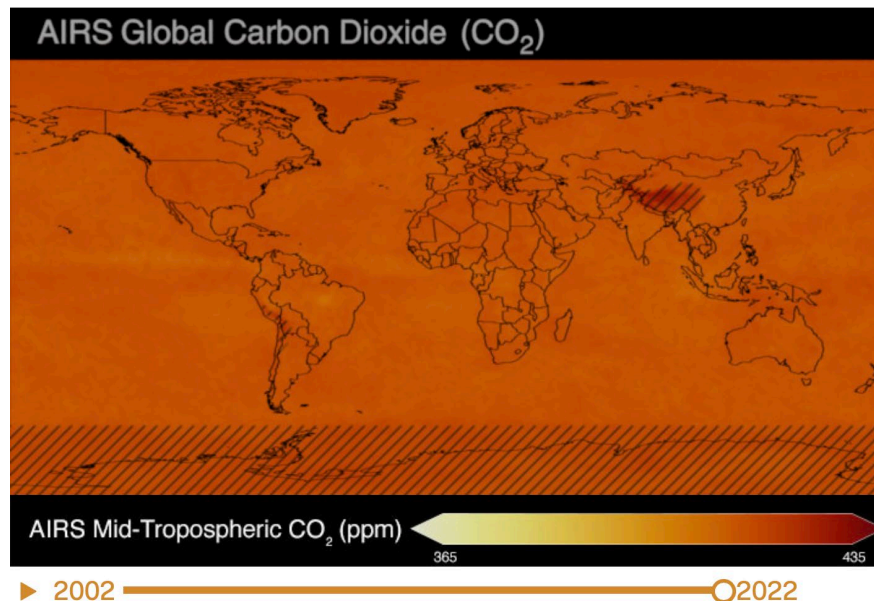 AIRS Global Carbon Dioxide (CO₂)
AIRS Mid-Tropospheric CO₂ (ppm)
365 435
2002 2022